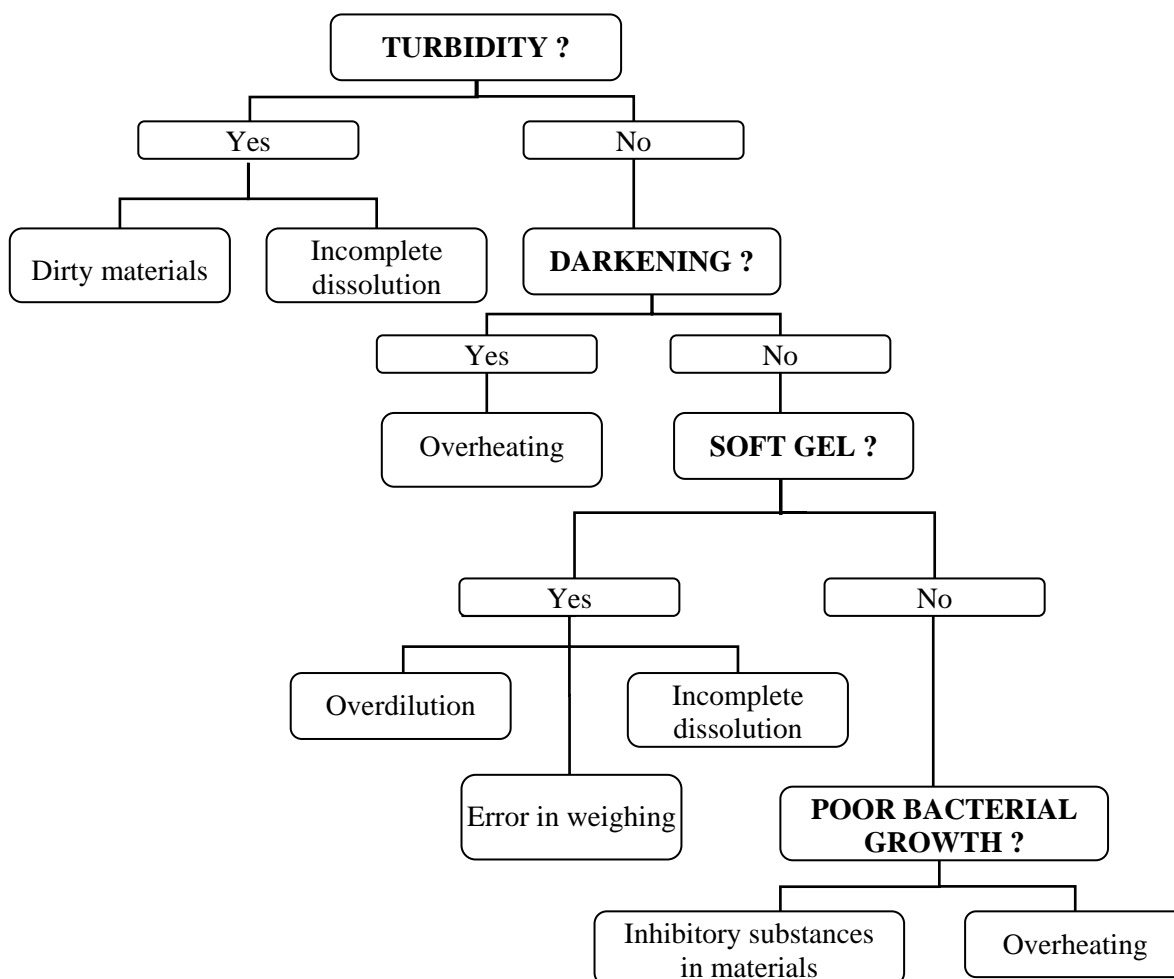 TURBIDITY ?
Yes
No
Dirty materials
Incomplete
dissolution
DARKENING ?
Yes
No
Overheating
SOFT GEL ?
Yes
No
Overdilution
Incomplete
dissolution
Error in weighing
POOR BACTERIAL
GROWTH ?
Inhibitory substances
in materials
Overheating